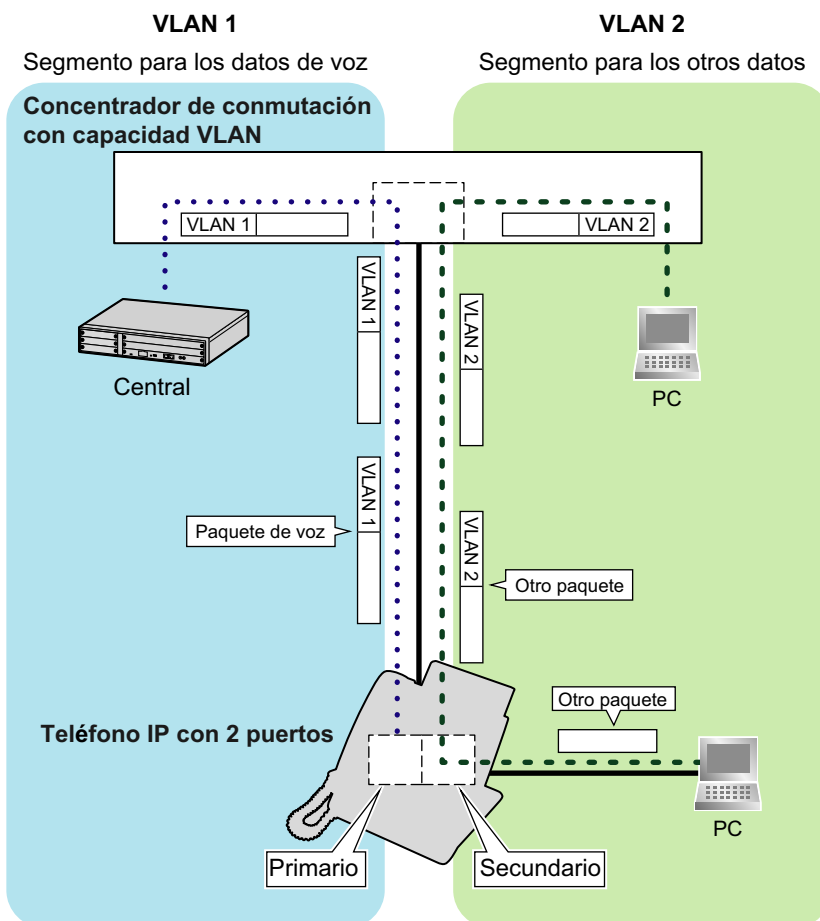 VLAN 1
VLAN 2
Segmento para los datos de voz
Segmento para los otros datos
Concentrador de conmutación
con capacidad VLAN
VLAN 1
VLAN 2
VLAN 1
VLAN 2
Central
PC
VLAN 1
Paquete de voz
VLAN 2
Otro paquete
Otro paquete
Teléfono IP con 2 puertos
PC
Primario
Secundario